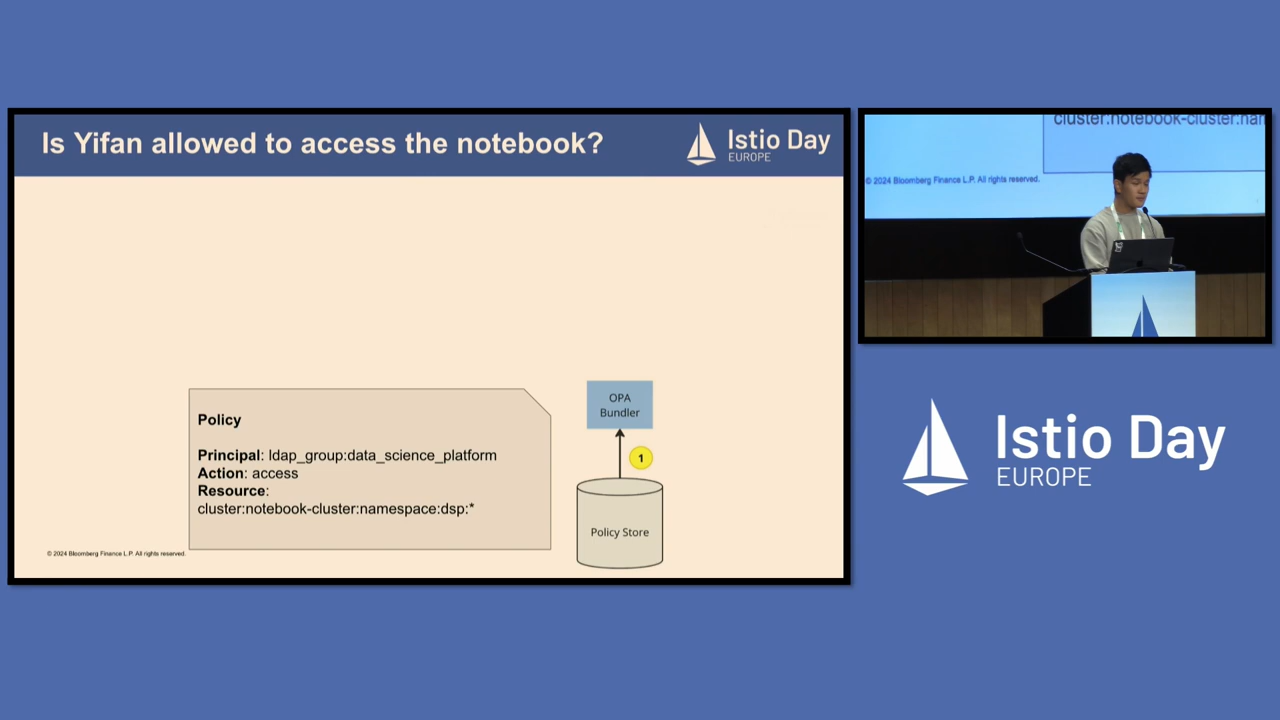 Is Yifan allowed to access the notebook?
Istio Day
EUROPE
Policy
Principal: ldap_group:data_science_platform
Action: access
Resource:
cluster:notebook-cluster:namespace:dsp:*
OPA
Bundler
1
Policy Store
© 2024 Bloomberg Finance L.P. All rights reserved.
cluster:notebook-cluster:nam
© 2024 Bloomberg Finance L.P. All rights reserved.
Istio Day
EUROPE